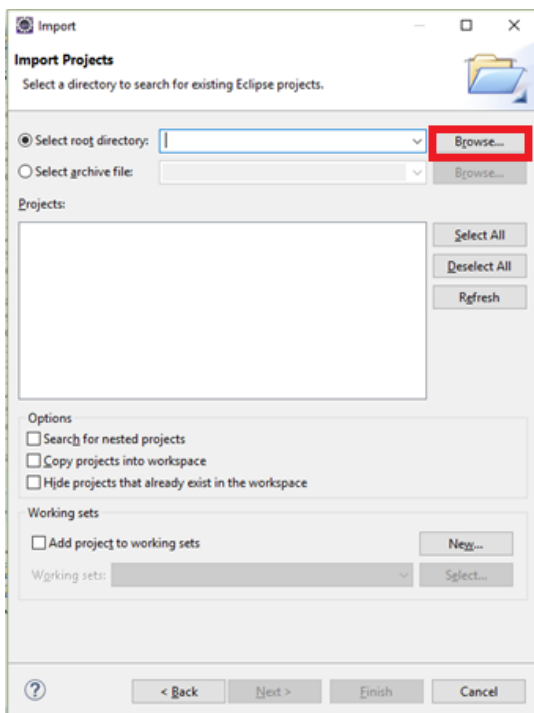 Import
Import Projects
Select a directory to search for existing Eclipse projects.
Select root directory:
Browse...
Select archive file:
Browse...
Projects:
Select All
Deselect All
Refresh
Options
Search for nested projects
Copy projects into workspace
Hide projects that already exist in the workspace
Working sets
Add project to working sets
New...
Working sets:
Select...
?
< Back
Next >
Finish
Cancel